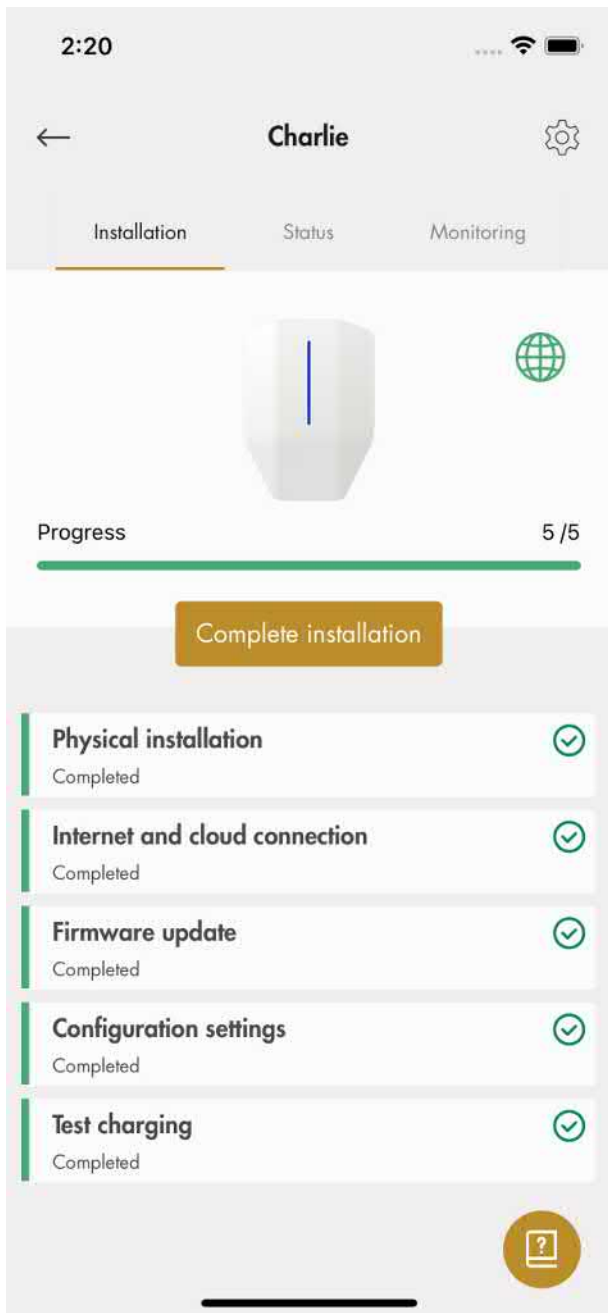 2:20
Charlie
Installation Status Monitoring
Progress 5 /5
Complete installation
Physical installation
Completed
Internet and cloud connection
Completed
Firmware update
Completed
Configuration settings
Completed
Test charging
Completed
?